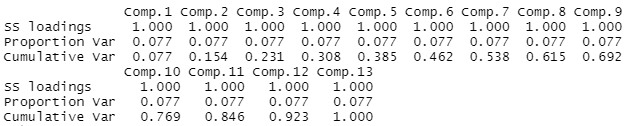 Comp.1 Comp.2 Comp.3 Comp.4 Comp.5 Comp.6 Comp.7 Comp.8 Comp.9
SS loadings 1.000 1.000 1.000 1.000 1.000 1.000 1.000 1.000 1.000
Proportion Var 0.077 0.077 0.077 0.077 0.077 0.077 0.077 0.077 0.077
Cumulative Var 0.077 0.154 0.231 0.308 0.385 0.462 0.538 0.615 0.692
Comp.10 Comp.11 Comp.12 Comp.13
SS loadings 1.000 1.000 1.000 1.000
Proportion Var 0.077 0.077 0.077 0.077
Cumulative Var 0.769 0.846 0.923 1.000